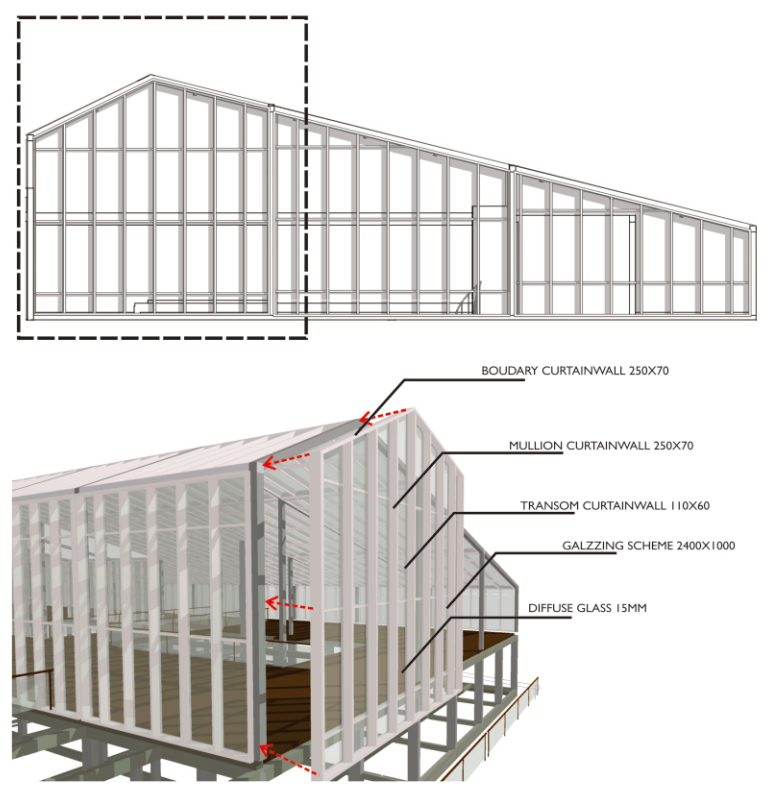 BOUDARY CURTAINWALL 250X70
MULLION CURTAINWALL 250X70
TRANSOM CURTAINWALL 110X60
GALZZING SCHEME 2400X1000
DIFFUSE GLASS 15MM